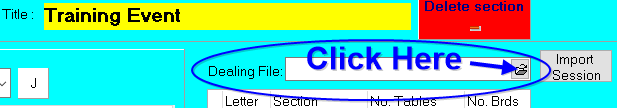 Title : Training Event
Delete section
J
Dealing File: Click Here
Import
Session
Letter Section No. Tables No. Brds